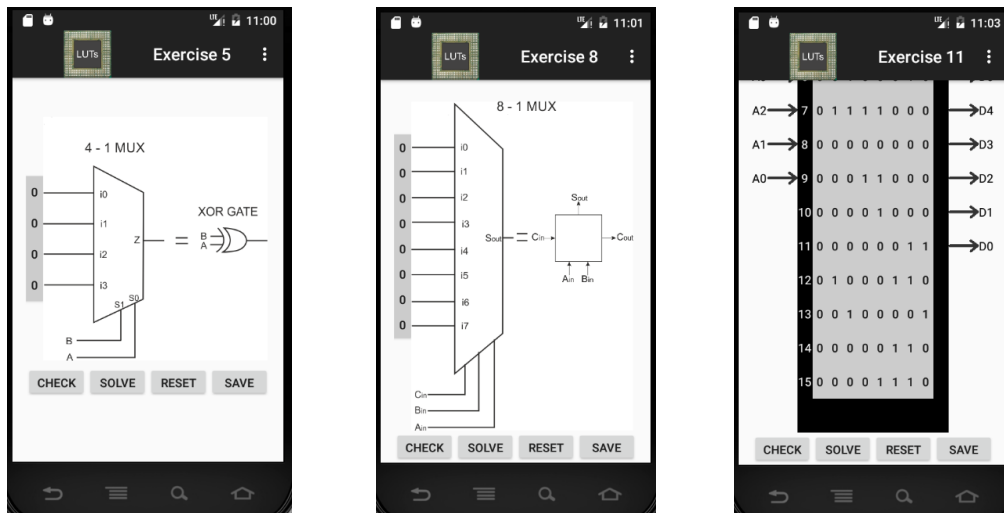 11:00
LUTs Exercise 5
4 - 1 MUX
XOR GATE
0 i0
0 i1
0 i2
0 i3
Z = B
A
S1 S0
B
A
CHECK SOLVE RESET SAVE
11:01
LUTs Exercise 8
8 - 1 MUX
0 i0
0 i1
0 i2
0 i3
0 i4
0 i5
0 i6
0 i7
Sout
Sout = Cin Cout
Ain Bin
Cin
Bin
Ain
CHECK SOLVE RESET SAVE
11:03
LUTs Exercise 11
A2 7 0 1 1 1 1 0 0 0 D4
A1 8 0 0 0 0 0 0 0 0 D3
A0 9 0 0 0 1 1 0 0 0 D2
10 0 0 0 0 1 0 0 0 D1
11 0 0 0 0 0 0 1 1 D0
12 0 1 0 0 0 1 1 0
13 0 0 1 0 0 0 0 1
14 0 0 0 0 0 1 1 0
15 0 0 0 0 1 1 1 0
CHECK SOLVE RESET SAVE